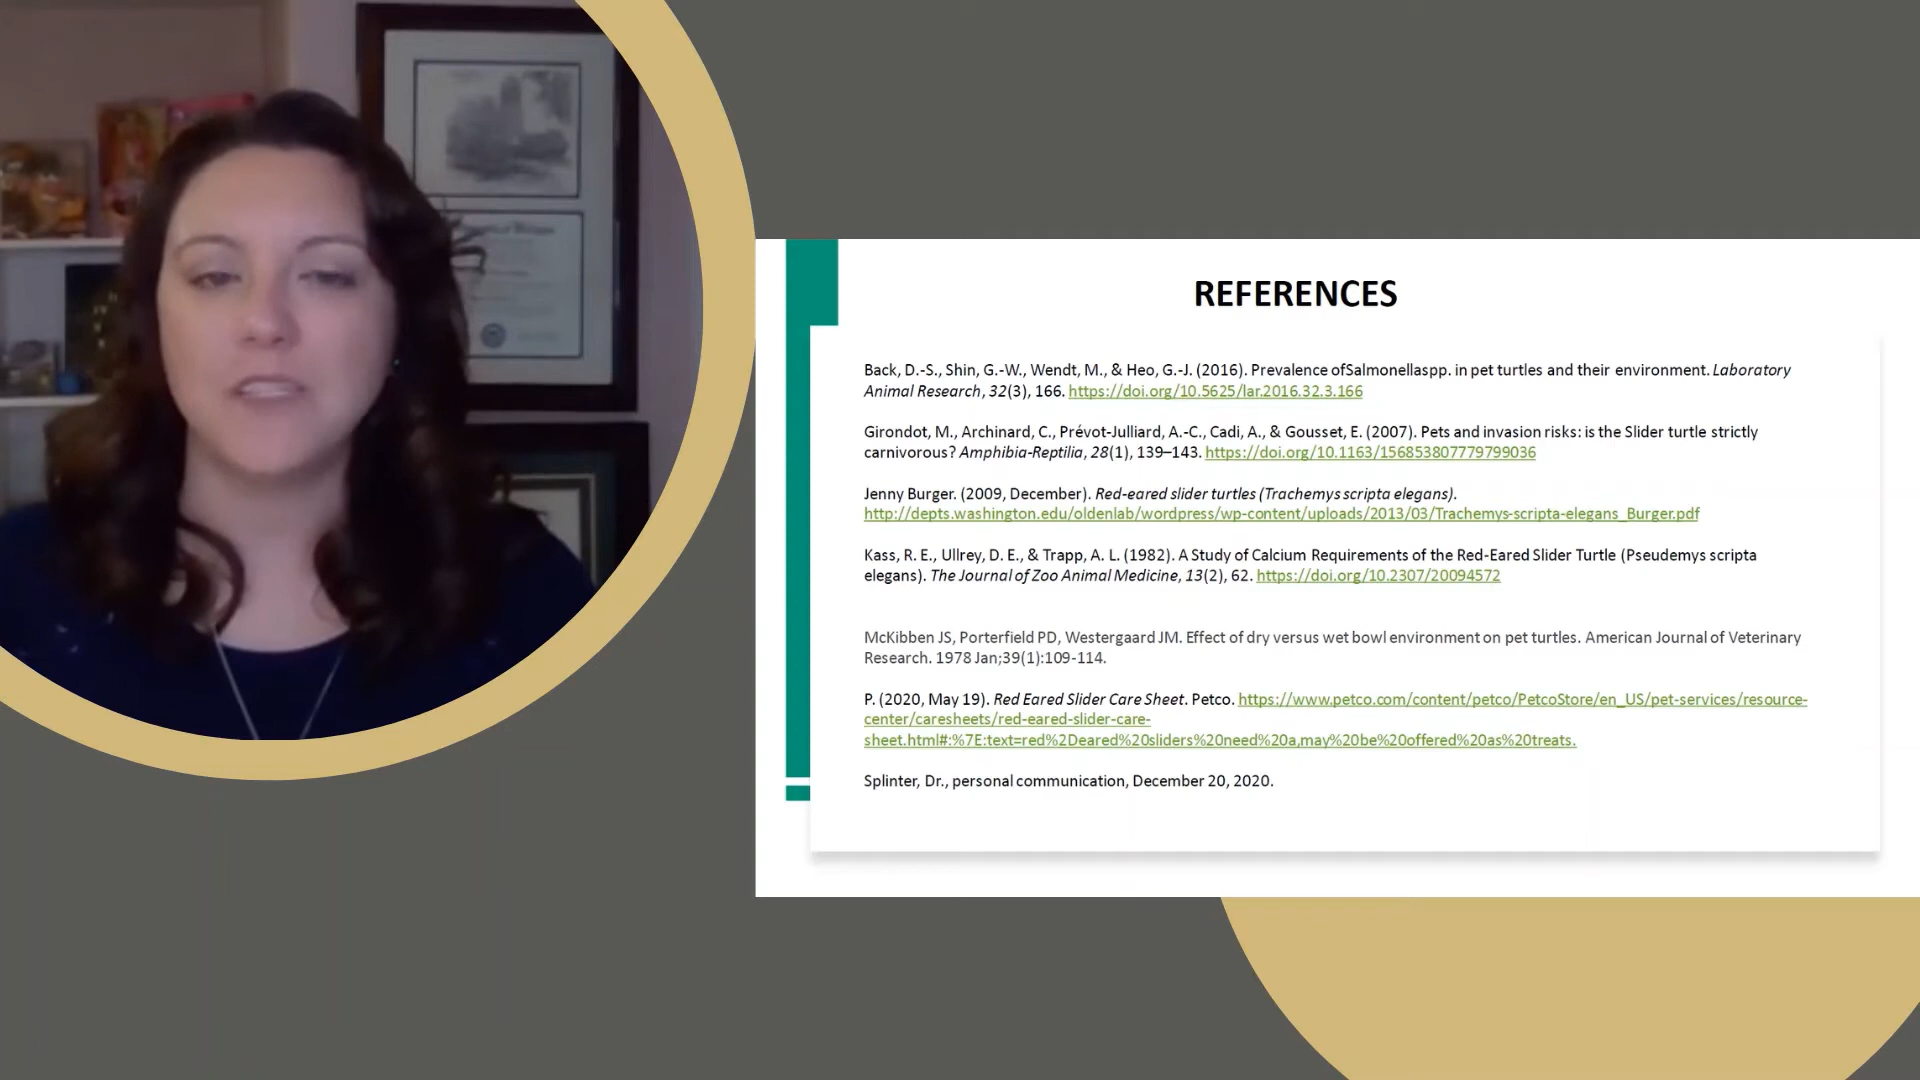 REFERENCES
Back, D.-S., Shin, G.-W., Wendt, M., & Heo, G.-J. (2016). Prevalence ofSalmonellaspp. in pet turtles and their environment. Laboratory
Animal Research, 32(3), 166. https://doi.org/10.5625/lar.2016.32.3.166
Girondot, M., Archinard, C., Prévot-Julliard, A.-C., Cadi, A., & Gousset, E. (2007). Pets and invasion risks: is the Slider turtle strictly
carnivorous? Amphibia-Reptilia, 28(1), 139–143. https://doi.org/10.1163/156853807779799036
Jenny Burger. (2009, December). Red-eared slider turtles (Trachemys scripta elegans).
http://depts.washington.edu/oldenlab/wordpress/wp-content/uploads/2013/03/Trachemys-scripta-elegans_Burger.pdf
Kass, R. E., Ullrey, D. E., & Trapp, A. L. (1982). A Study of Calcium Requirements of the Red-Eared Slider Turtle (Pseudemys scripta
elegans). The Journal of Zoo Animal Medicine, 13(2), 62. https://doi.org/10.2307/20094572
McKibben JS, Porterfield PD, Westergaard JM. Effect of dry versus wet bowl environment on pet turtles. American Journal of Veterinary
Research. 1978 Jan;39(1):109-114.
P. (2020, May 19). Red Eared Slider Care Sheet. Petco. https://www.petco.com/content/petco/PetcoStore/en_US/pet-services/resource-
center/caresheets/red-eared-slider-care-
sheet.html#:%7E:text=red%2Deared%20sliders%20need%20a,may%20be%20offered%20as%20treats.
Splinter, Dr., personal communication, December 20, 2020.